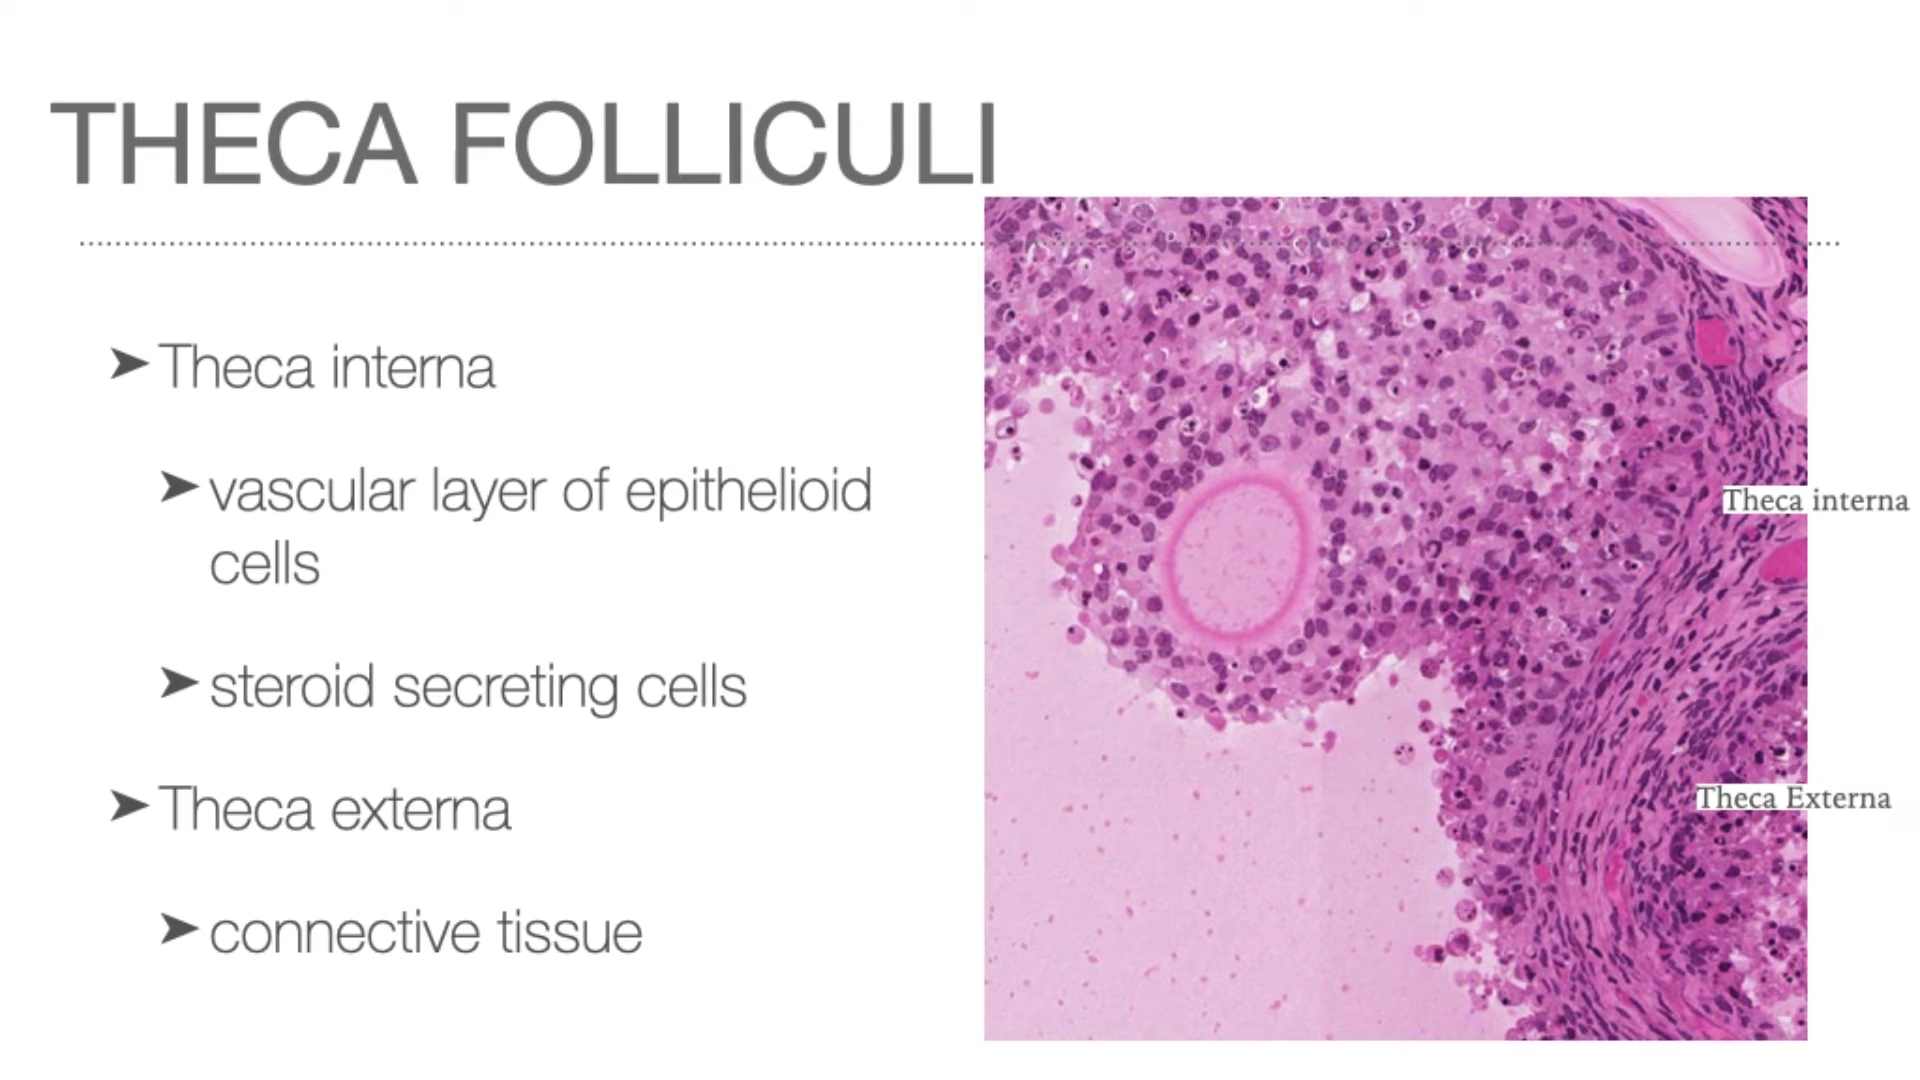 THECA FOLLICULI
➤ Theca interna
➤ vascular layer of epithelioid
cells
➤ steroid secreting cells
➤ Theca externa
➤ connective tissue
Theca interna
Theca Externa